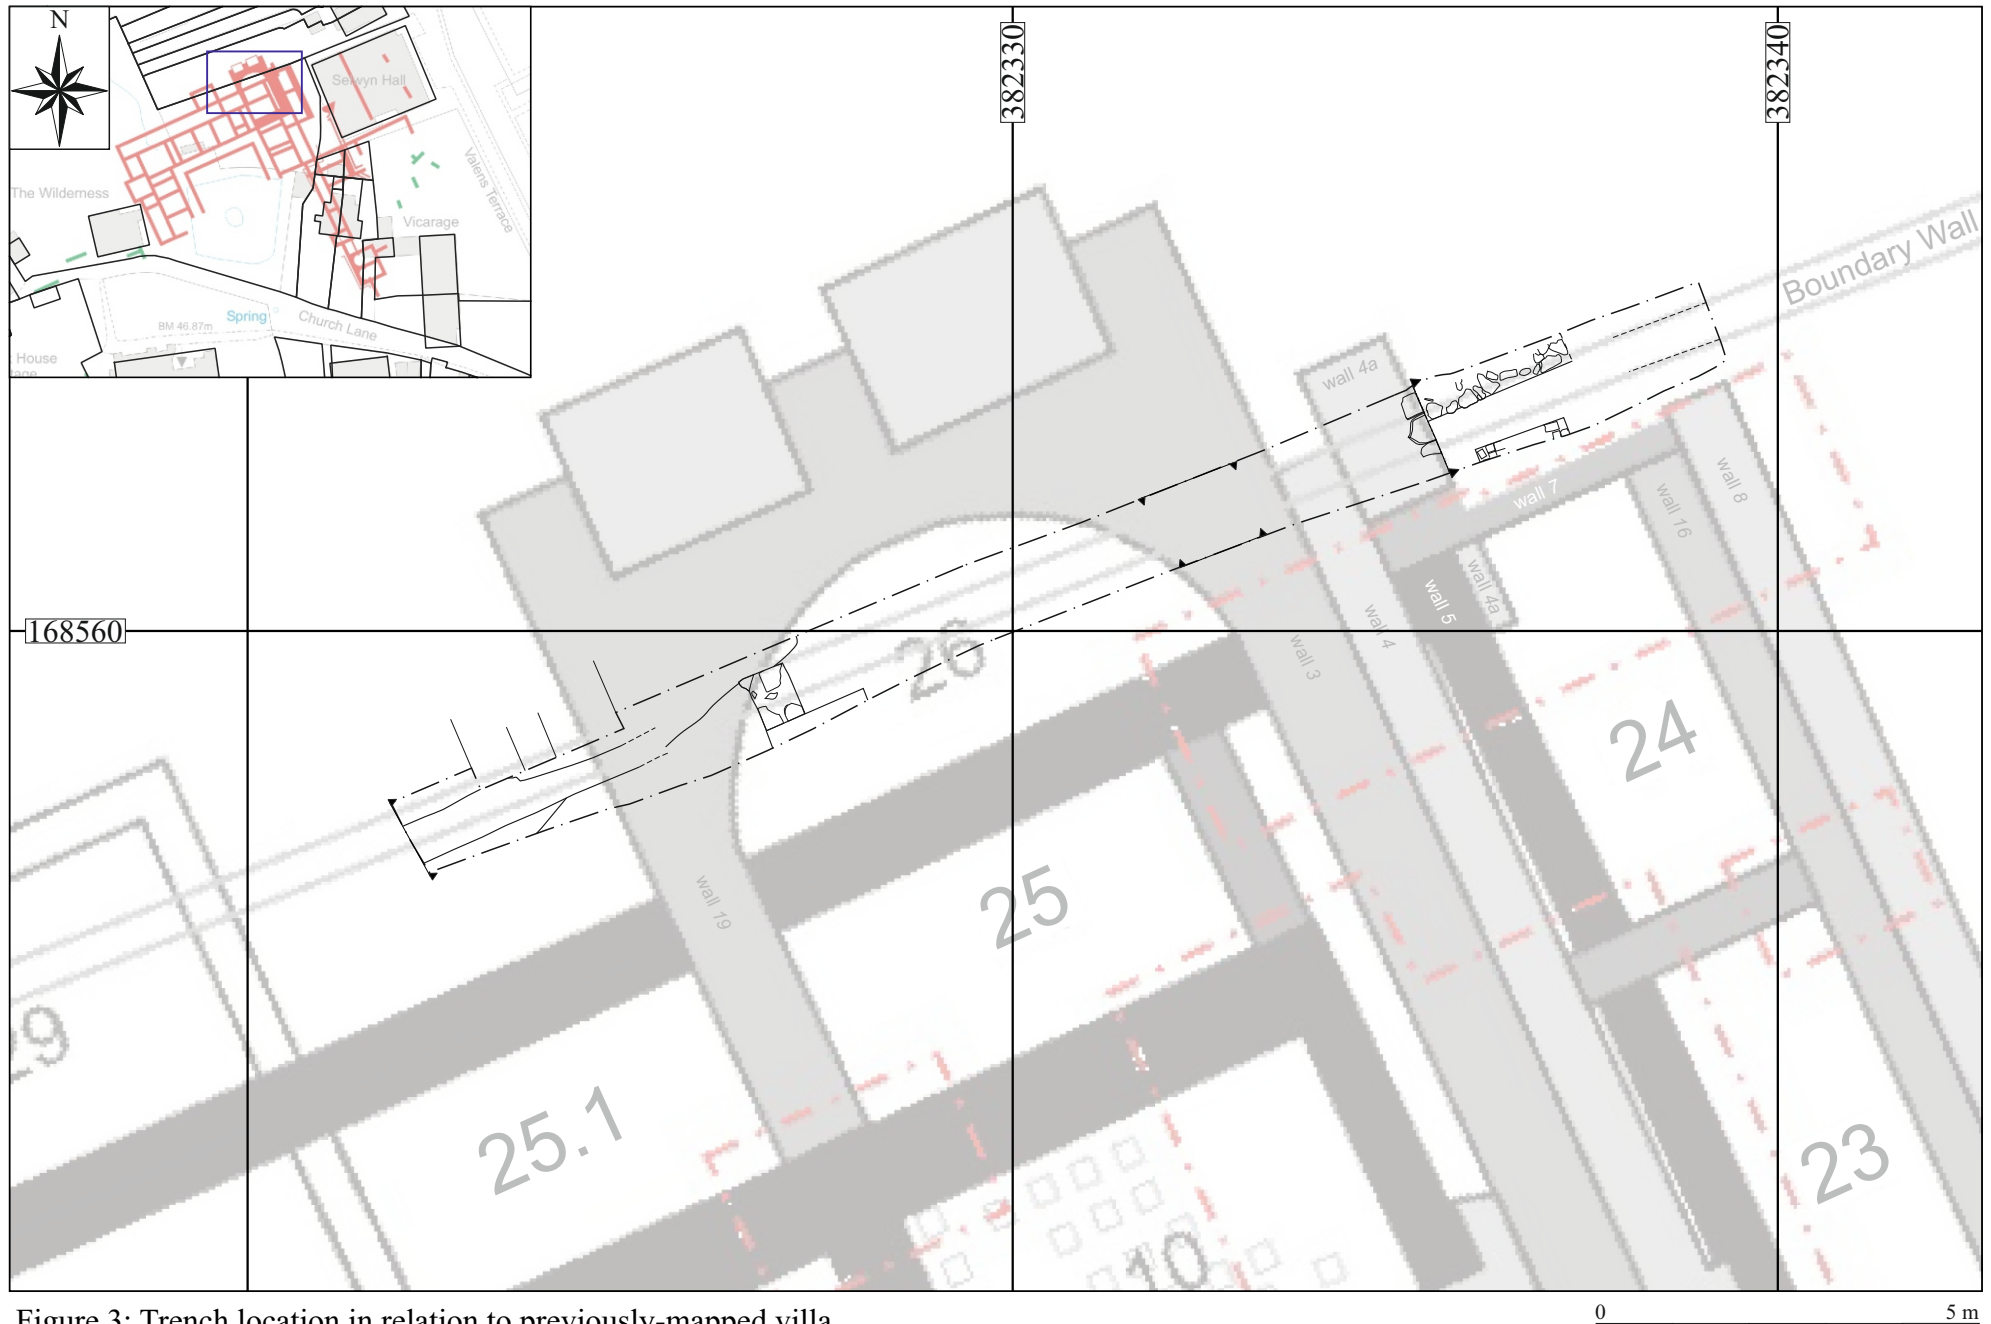 N
Selwyn Hall
The Wilderness
Valens Terrace
Vicarage
Spring
Church Lane
BM 46.87m
House
382330
382340
168560
Boundary Wall
wall 4a
wall 7
wall 8
wall 16
wall 5
wall 4a
wall 4
wall 3
26
24
wall 19
25
29
25.1
23
10
Figure 3: Trench location in relation to previously-mapped villa
0 5 m